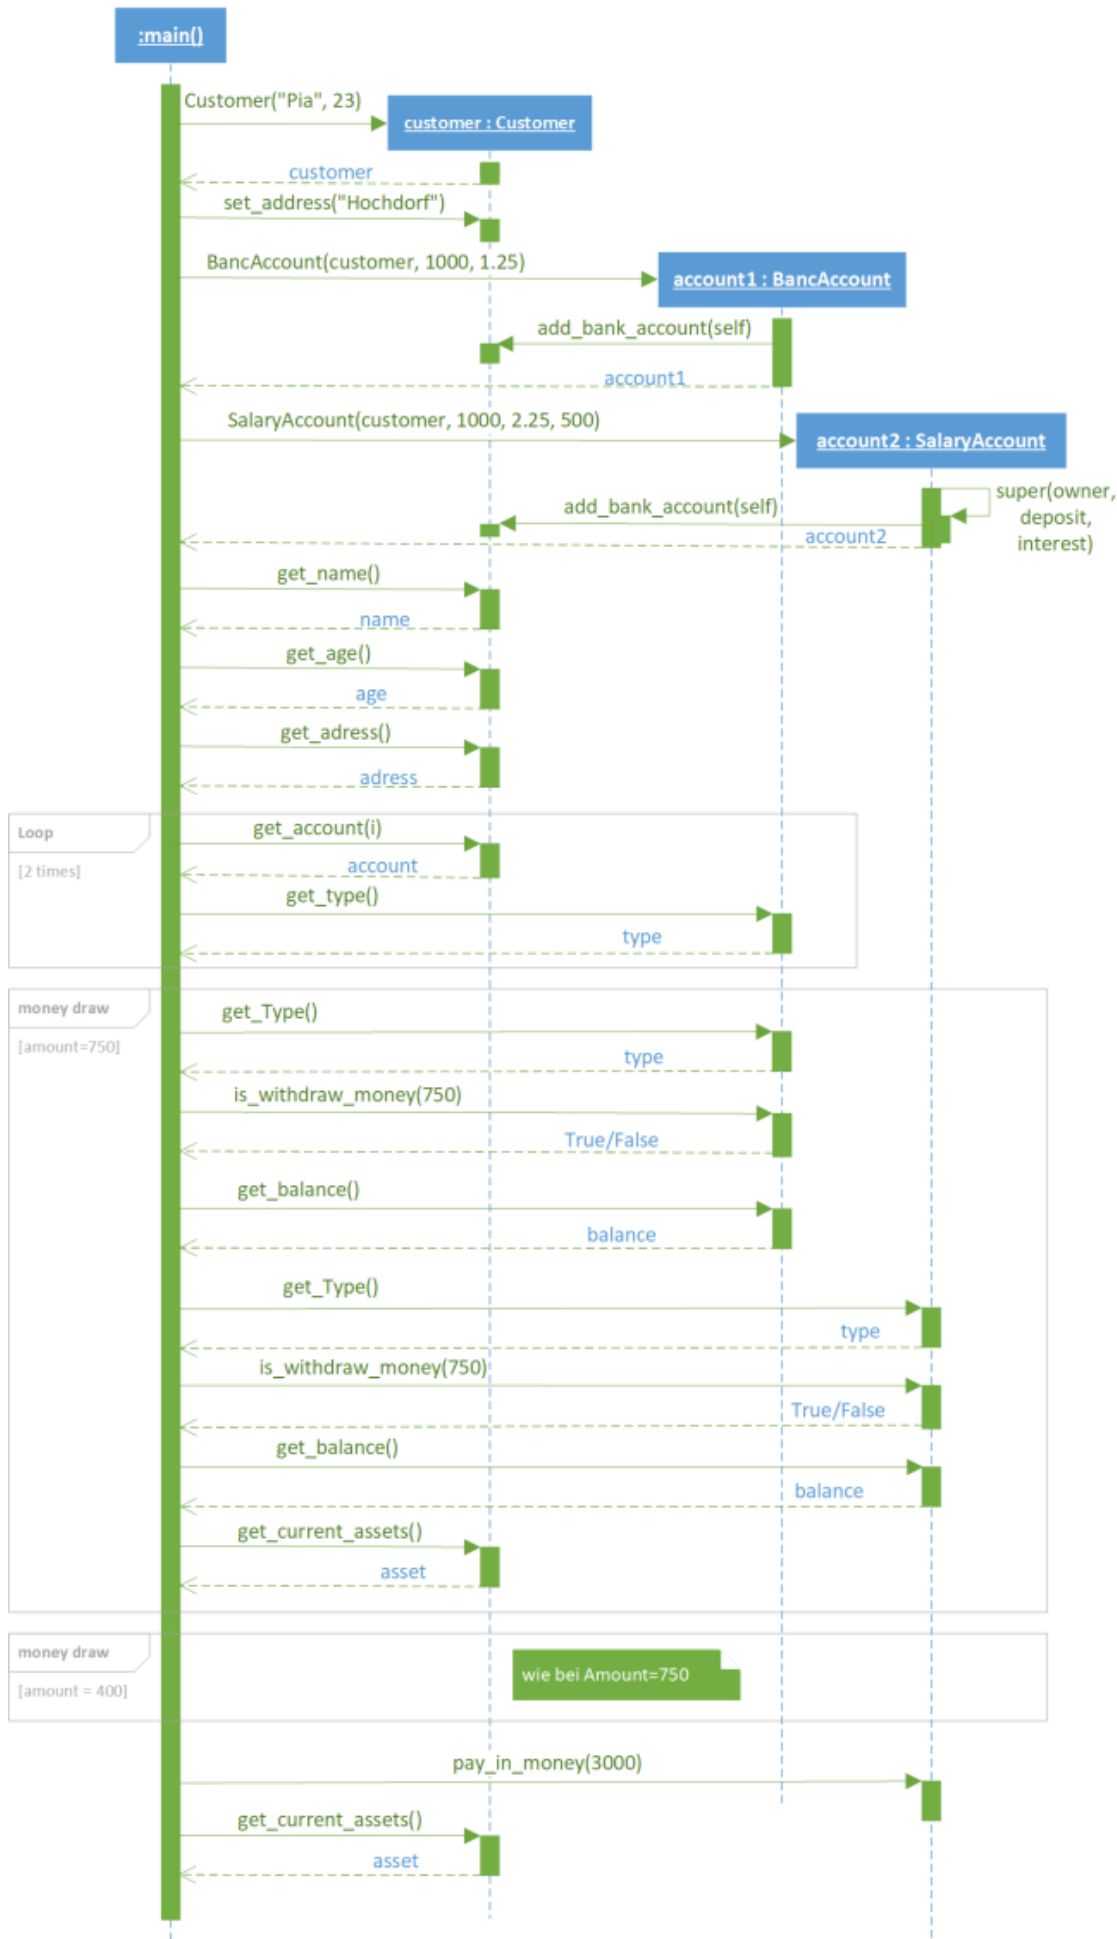 :main()
Customer("Pia", 23)
customer : Customer
customer
set_address("Hochdorf")
BancAccount(customer, 1000, 1.25)
account1 : BancAccount
add_bank_account(self)
account1
SalaryAccount(customer, 1000, 2.25, 500)
account2 : SalaryAccount
super(owner,
deposit,
interest)
add_bank_account(self)
account2
get_name()
name
get_age()
age
get_adress()
adress
Loop
[2 times]
get_account(i)
account
get_type()
type
money draw
[amount=750]
get_Type()
type
is_withdraw_money(750)
True/False
get_balance()
balance
get_Type()
type
is_withdraw_money(750)
True/False
get_balance()
balance
get_current_assets()
asset
money draw
[amount = 400]
wie bei Amount=750
pay_in_money(3000)
get_current_assets()
asset